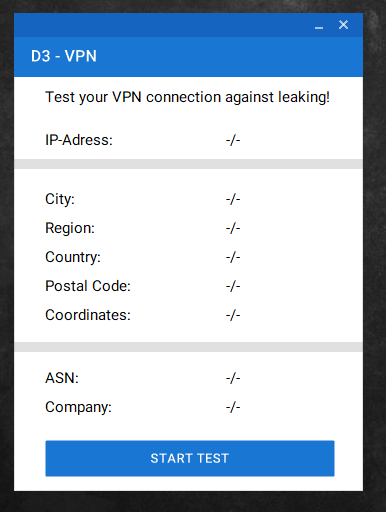 D3 - VPN
Test your VPN connection against leaking!
IP-Adress: -/-
City: -/-
Region: -/-
Country: -/-
Postal Code: -/-
Coordinates: -/-
ASN: -/-
Company: -/-
START TEST